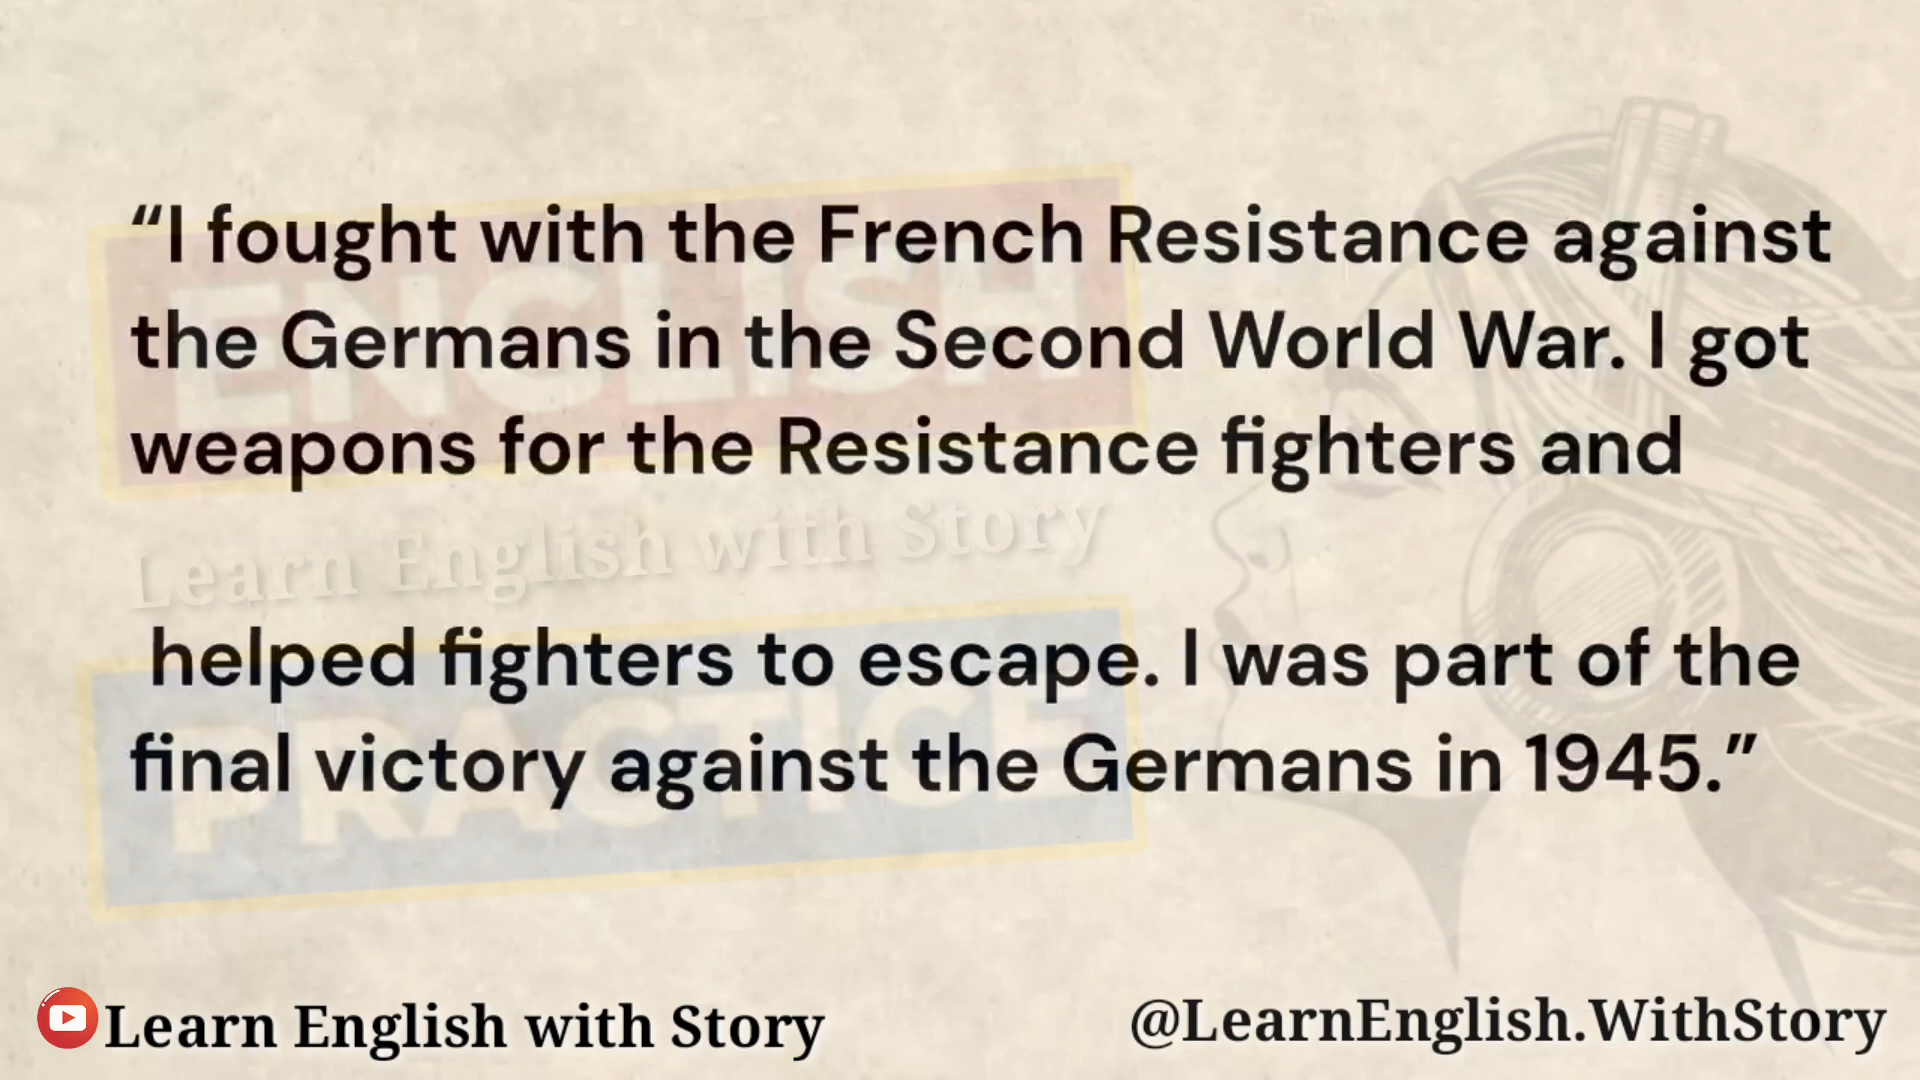 “I fought with the French Resistance against
the Germans in the Second World War. I got
weapons for the Resistance fighters and
helped fighters to escape. I was part of the
final victory against the Germans in 1945.”
ENGLISH
Learn English with Story
PRACTICE
Learn English with Story
@LearnEnglish.WithStory